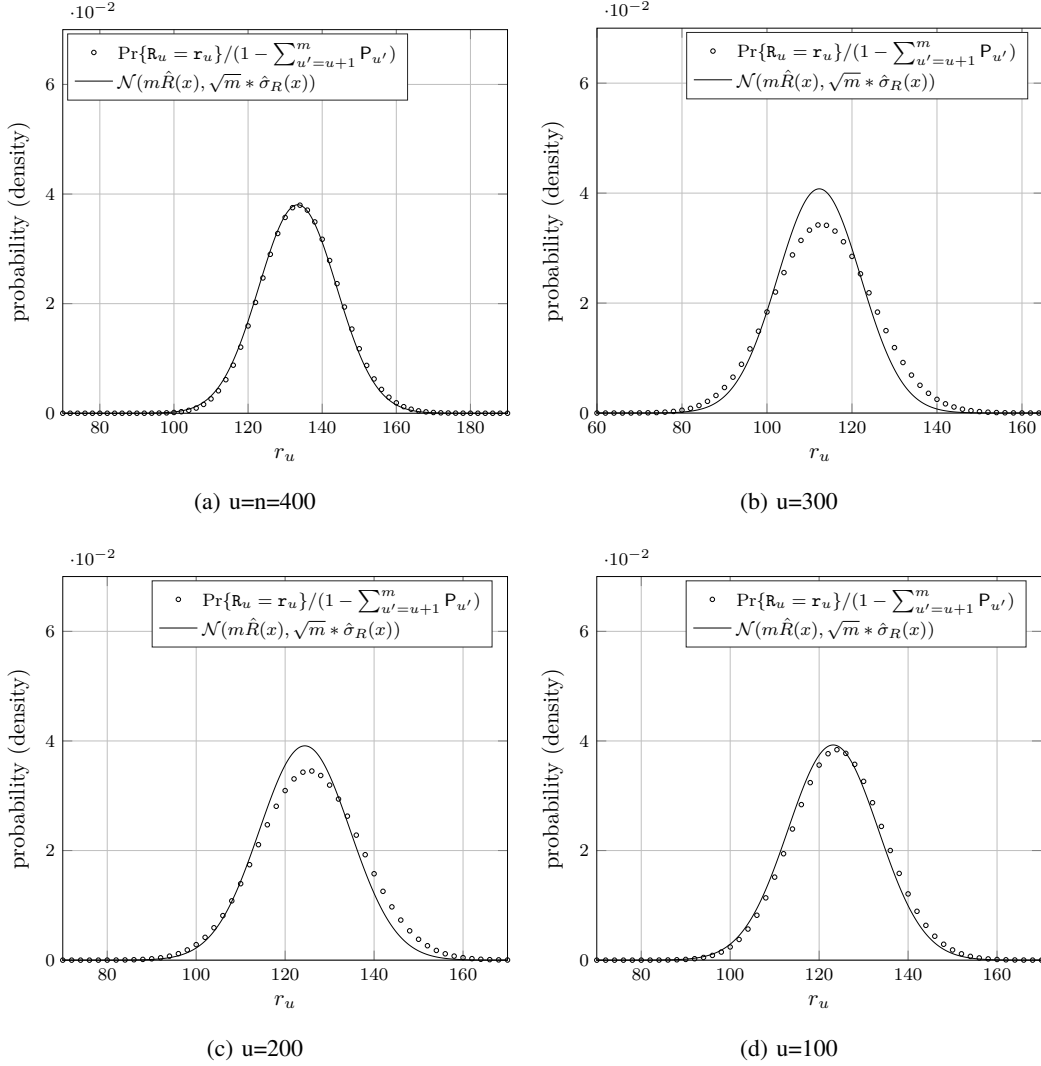 ·10⁻²
Pr{R_u = r_u}/(1 − ∑_{u′=u+1}^{m} P_{u′})
𝒩(mR̂(x), √m ∗ σ̂_R(x))
6
4
2
0
80 100 120 140 160 180
probability (density)
r_u
(a) u=n=400
·10⁻²
Pr{R_u = r_u}/(1 − ∑_{u′=u+1}^{m} P_{u′})
𝒩(mR̂(x), √m ∗ σ̂_R(x))
6
4
2
0
60 80 100 120 140 160
probability (density)
r_u
(b) u=300
·10⁻²
Pr{R_u = r_u}/(1 − ∑_{u′=u+1}^{m} P_{u′})
𝒩(mR̂(x), √m ∗ σ̂_R(x))
6
4
2
0
80 100 120 140 160
probability (density)
r_u
(c) u=200
·10⁻²
Pr{R_u = r_u}/(1 − ∑_{u′=u+1}^{m} P_{u′})
𝒩(mR̂(x), √m ∗ σ̂_R(x))
6
4
2
0
80 100 120 140 160
probability (density)
r_u
(d) u=100